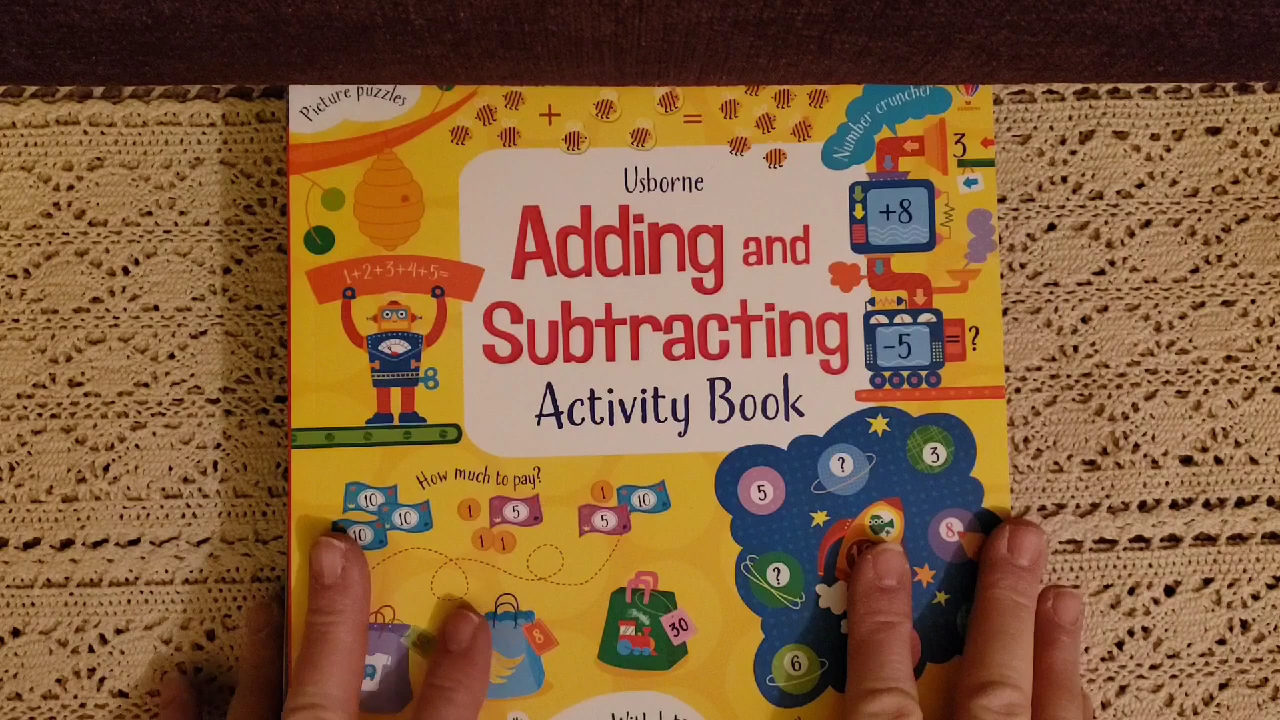 Picture puzzles
+ =
Number cruncher
3
Usborne
+8
Adding and
1+2+3+4+5=
Subtracting
-5 = ?
Activity Book
How much to pay?
10 10 10
1 5 1 1
1 10 5
5 ? 3
8
?
6
8
30